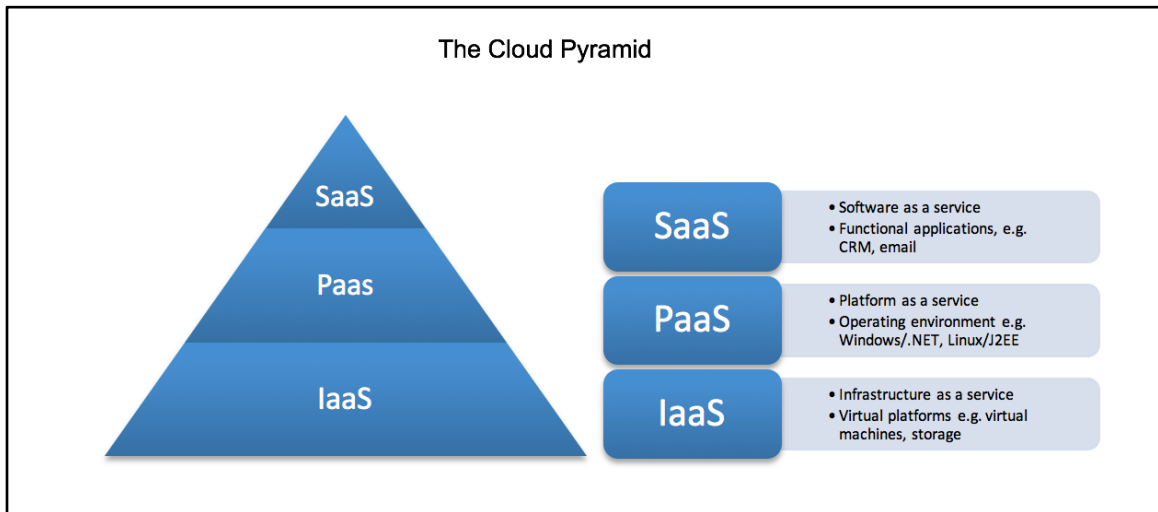 The Cloud Pyramid
SaaS
Paas
IaaS
SaaS
• Software as a service
• Functional applications, e.g.
CRM, email
PaaS
• Platform as a service
• Operating environment e.g.
Windows/.NET, Linux/J2EE
IaaS
• Infrastructure as a service
• Virtual platforms e.g. virtual
machines, storage